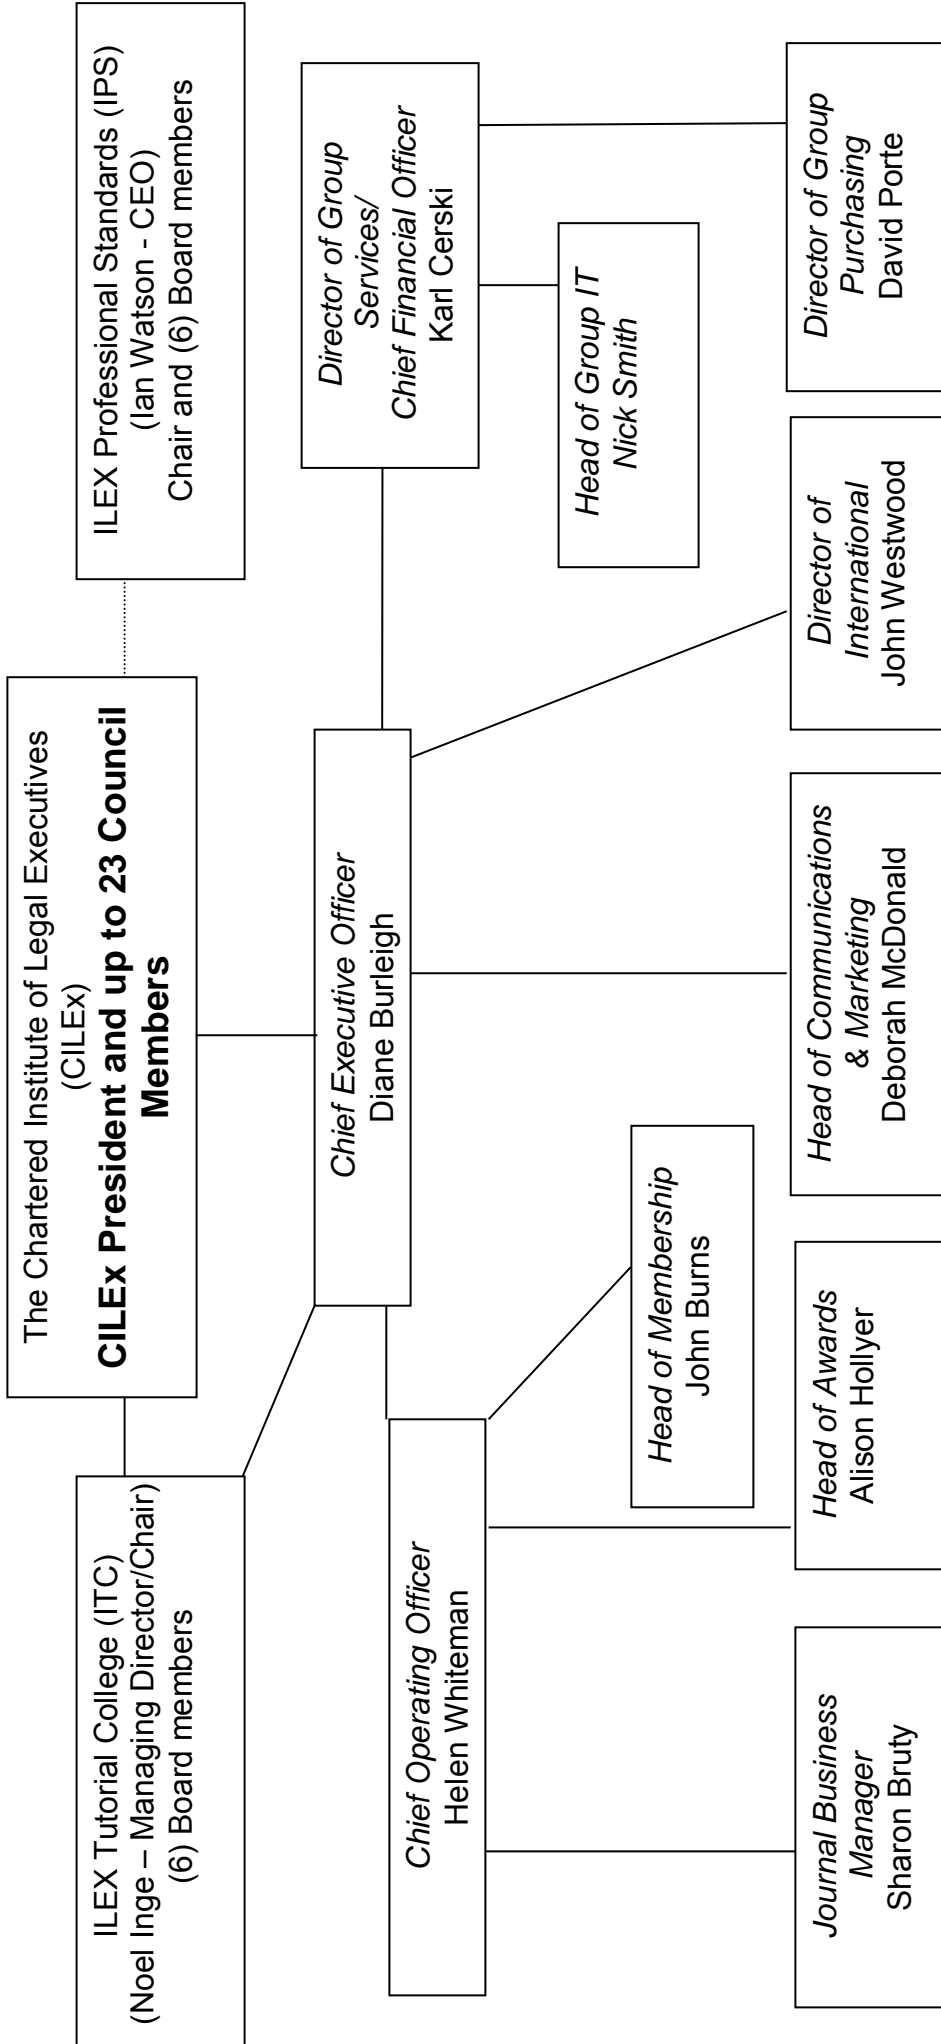 The Chartered Institute of Legal Executives
(CILEx)
CILEx President and up to 23 Council
Members
ILEX Tutorial College (ITC)
(Noel Inge – Managing Director/Chair)
(6) Board members
ILEX Professional Standards (IPS)
(Ian Watson - CEO)
Chair and (6) Board members
Chief Executive Officer
Diane Burleigh
Chief Operating Officer
Helen Whiteman
Director of Group
Services/
Chief Financial Officer
Karl Cerski
Head of Membership
John Burns
Head of Group IT
Nick Smith
Journal Business
Manager
Sharon Bruty
Head of Awards
Alison Hollyer
Head of Communications
& Marketing
Deborah McDonald
Director of
International
John Westwood
Director of Group
Purchasing
David Porte